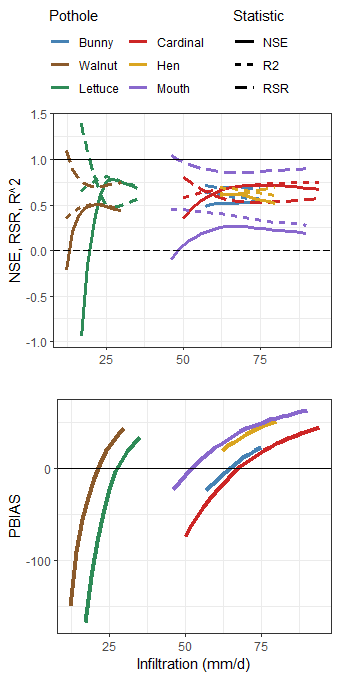 Pothole Statistic
Bunny Cardinal NSE
Walnut Hen R2
Lettuce Mouth RSR
1.5
1.0
0.5
0.0
-0.5
-1.0
NSE, RSR, R^2
25 50 75
0
-100
PBIAS
25 50 75
Infiltration (mm/d)